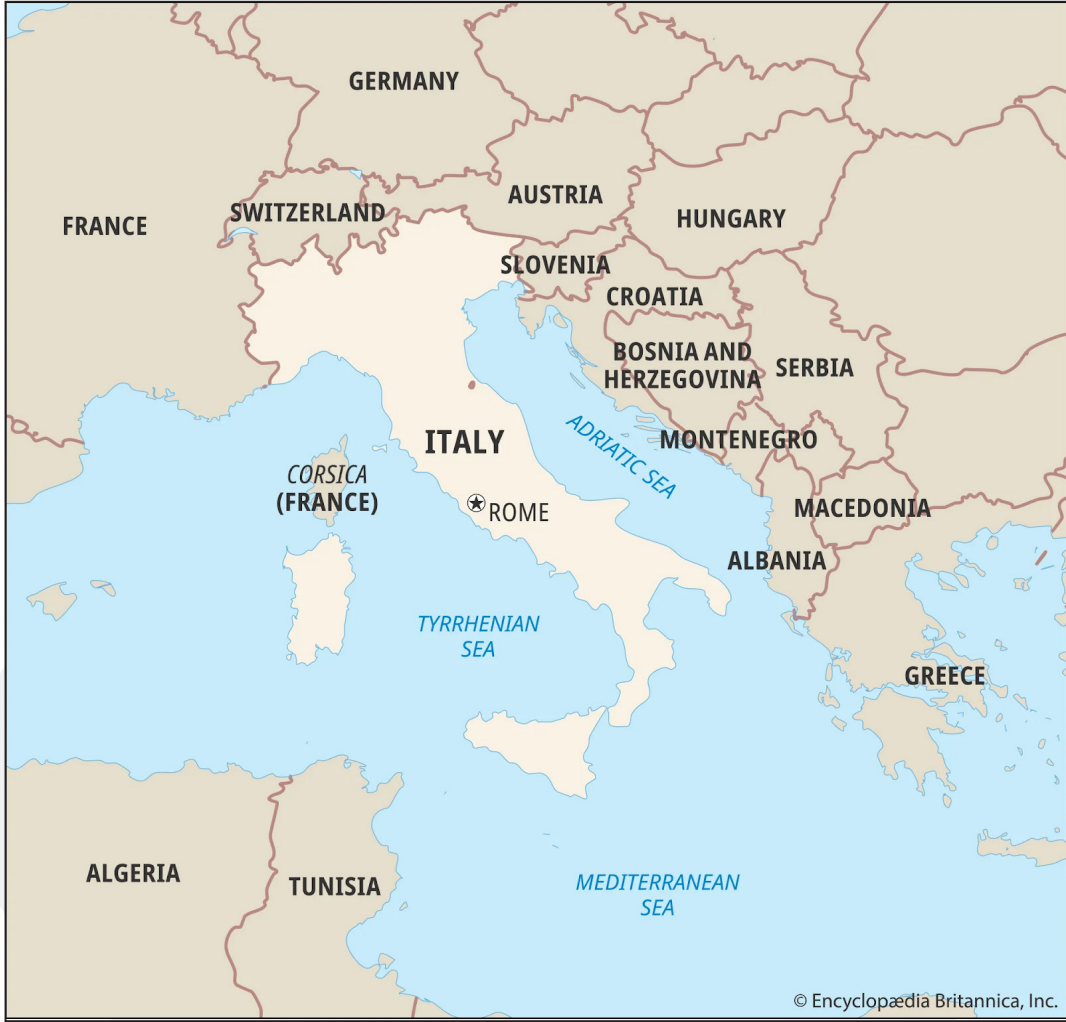 GERMANY
AUSTRIA
FRANCE
SWITZERLAND
HUNGARY
SLOVENIA
CROATIA
BOSNIA AND
HERZEGOVINA
SERBIA
ITALY
ADRIATIC SEA
MONTENEGRO
CORSICA
(FRANCE)
ROME
MACEDONIA
ALBANIA
TYRRHENIAN
SEA
GREECE
ALGERIA
TUNISIA
MEDITERRANEAN
SEA
© Encyclopædia Britannica, Inc.